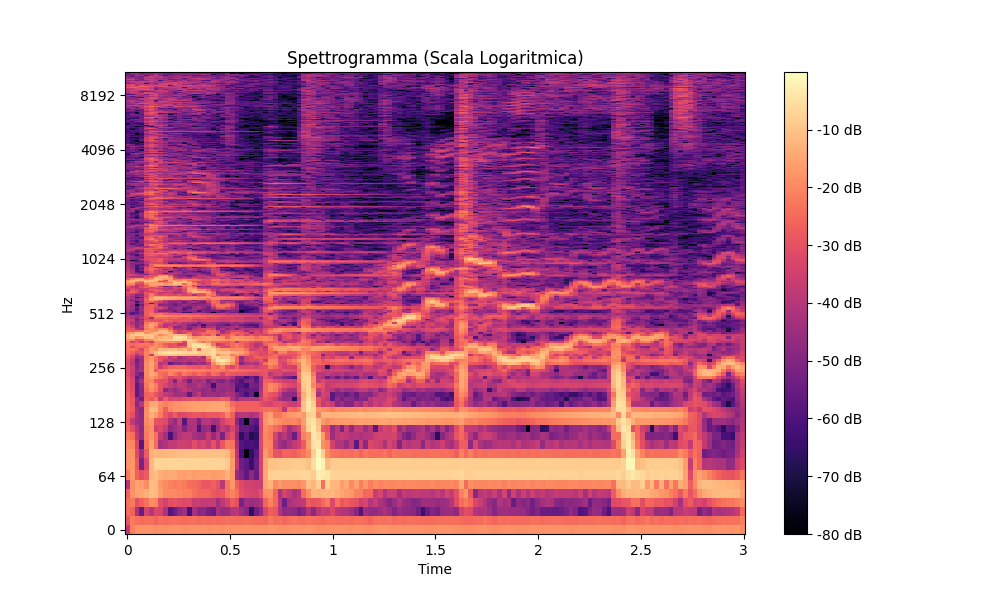 Spettrogramma (Scala Logaritmica)
Hz
8192
4096
2048
1024
512
256
128
64
0
0 0.5 1 1.5 2 2.5 3
Time
-10 dB
-20 dB
-30 dB
-40 dB
-50 dB
-60 dB
-70 dB
-80 dB